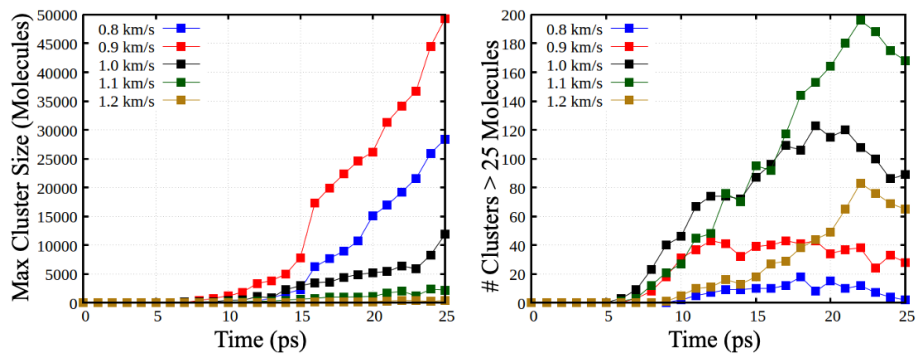 Max Cluster Size (Molecules)
50000
45000
40000
35000
30000
25000
20000
15000
10000
5000
0
0.8 km/s
0.9 km/s
1.0 km/s
1.1 km/s
1.2 km/s
0 5 10 15 20 25
Time (ps)
# Clusters > 25 Molecules
200
180
160
140
120
100
80
60
40
20
0
0.8 km/s
0.9 km/s
1.0 km/s
1.1 km/s
1.2 km/s
0 5 10 15 20 25
Time (ps)